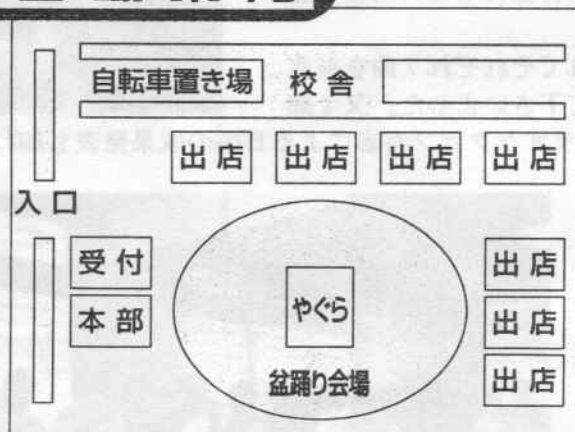 自転車置き場 校舎
出店 出店 出店 出店
入口
受付
本部
やぐら
盆踊り会場
出店
出店
出店